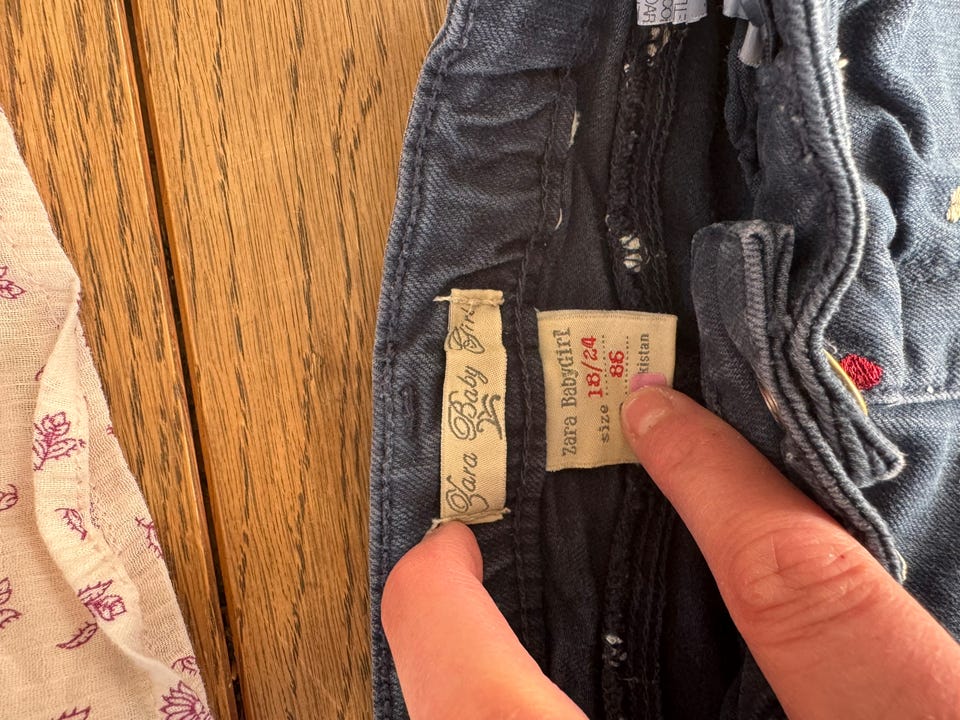 Zara Baby Girl
Zara BabyGirl
size 18/24
86
kistan